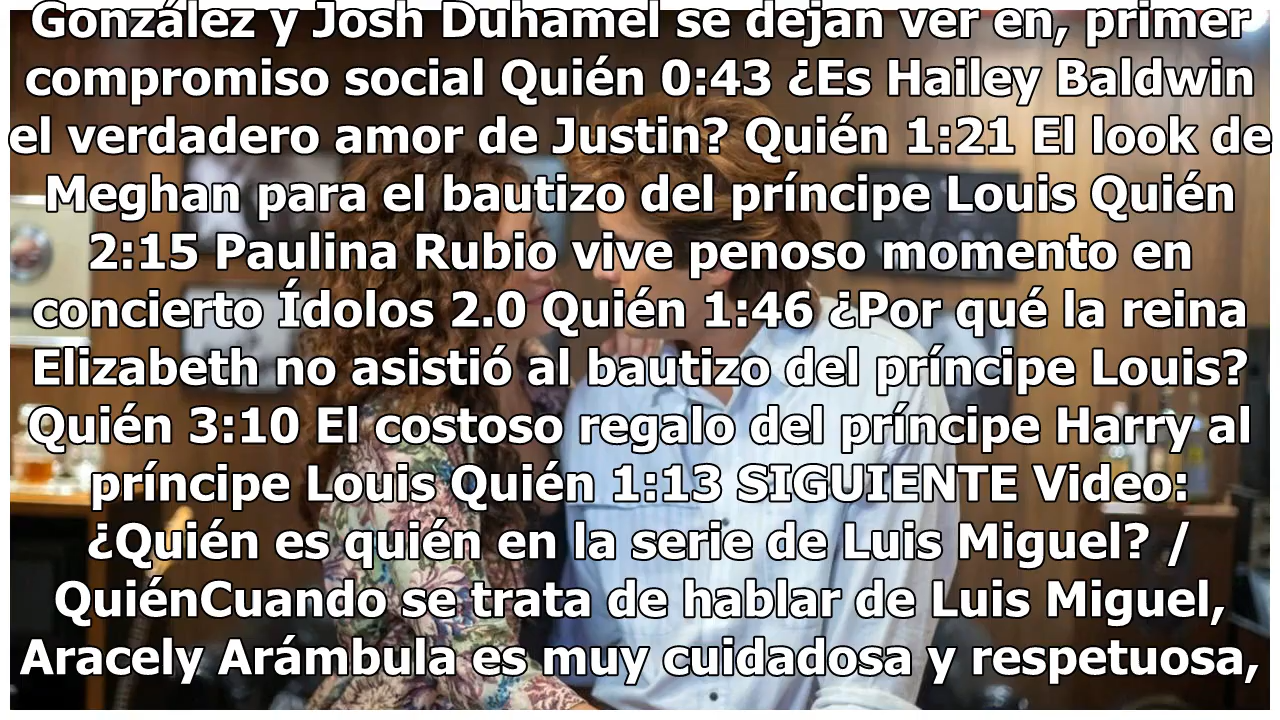 González y Josh Duhamel se dejan ver en, primer
compromiso social Quién 0:43 ¿Es Hailey Baldwin
el verdadero amor de Justin? Quién 1:21 El look de
Meghan para el bautizo del príncipe Louis Quién
2:15 Paulina Rubio vive penoso momento en
concierto Ídolos 2.0 Quién 1:46 ¿Por qué la reina
Elizabeth no asistió al bautizo del príncipe Louis?
Quién 3:10 El costoso regalo del príncipe Harry al
príncipe Louis Quién 1:13 SIGUIENTE Video:
¿Quién es quién en la serie de Luis Miguel? /
QuiénCuando se trata de hablar de Luis Miguel,
Aracely Arámbula es muy cuidadosa y respetuosa,